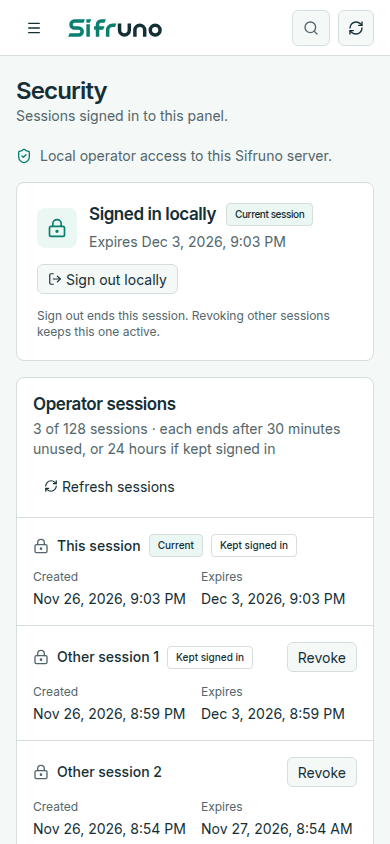 Sifruno
Security
Sessions signed in to this panel.
Local operator access to this Sifruno server.
Signed in locally
Current session
Expires Dec 3, 2026, 9:03 PM
Sign out locally
Sign out ends this session. Revoking other sessions
keeps this one active.
Operator sessions
3 of 128 sessions · each ends after 30 minutes
unused, or 24 hours if kept signed in
Refresh sessions
This session
Current
Kept signed in
Created
Expires
Nov 26, 2026, 9:03 PM
Dec 3, 2026, 9:03 PM
Other session 1
Kept signed in
Revoke
Created
Expires
Nov 26, 2026, 8:59 PM
Dec 3, 2026, 8:59 PM
Other session 2
Revoke
Created
Expires
Nov 26, 2026, 8:54 PM
Nov 27, 2026, 8:54 AM